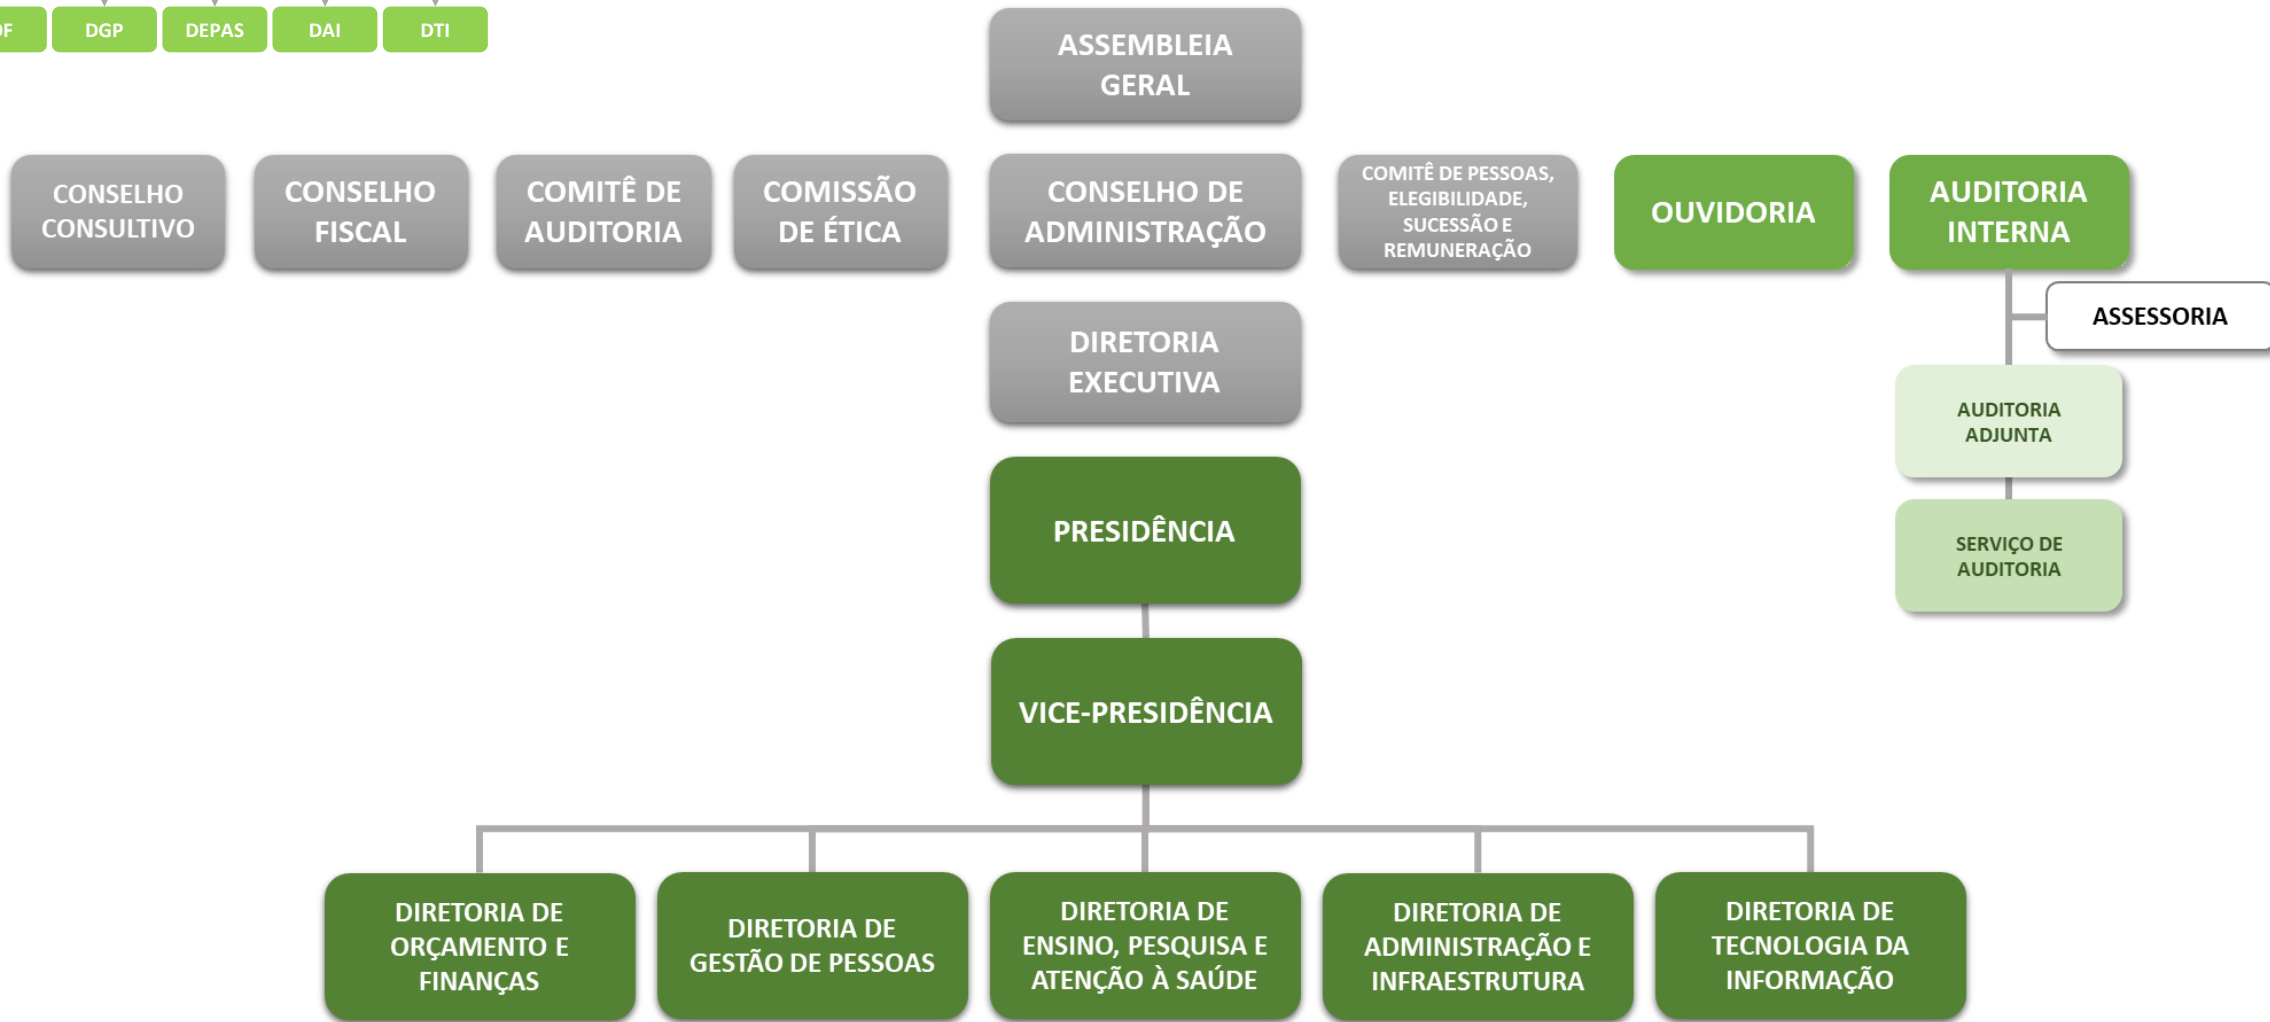 DGP
DEPAS
DAI
DTI
ASSEMBLEIA
GERAL
CONSELHO
CONSULTIVO
CONSELHO
FISCAL
COMITÊ DE
AUDITORIA
COMISSÃO
DE ÉTICA
CONSELHO DE
ADMINISTRAÇÃO
COMITÊ DE PESSOAS,
ELEGIBILIDADE,
SUCESSÃO E
REMUNERAÇÃO
OUVIDORIA
AUDITORIA
INTERNA
ASSESSORIA
DIRETORIA
EXECUTIVA
AUDITORIA
ADJUNTA
PRESIDÊNCIA
SERVIÇO DE
AUDITORIA
VICE-PRESIDÊNCIA
DIRETORIA DE
ORÇAMENTO E
FINANÇAS
DIRETORIA DE
GESTÃO DE PESSOAS
DIRETORIA DE
ENSINO, PESQUISA E
ATENÇÃO À SAÚDE
DIRETORIA DE
ADMINISTRAÇÃO E
INFRAESTRUTURA
DIRETORIA DE
TECNOLOGIA DA
INFORMAÇÃO